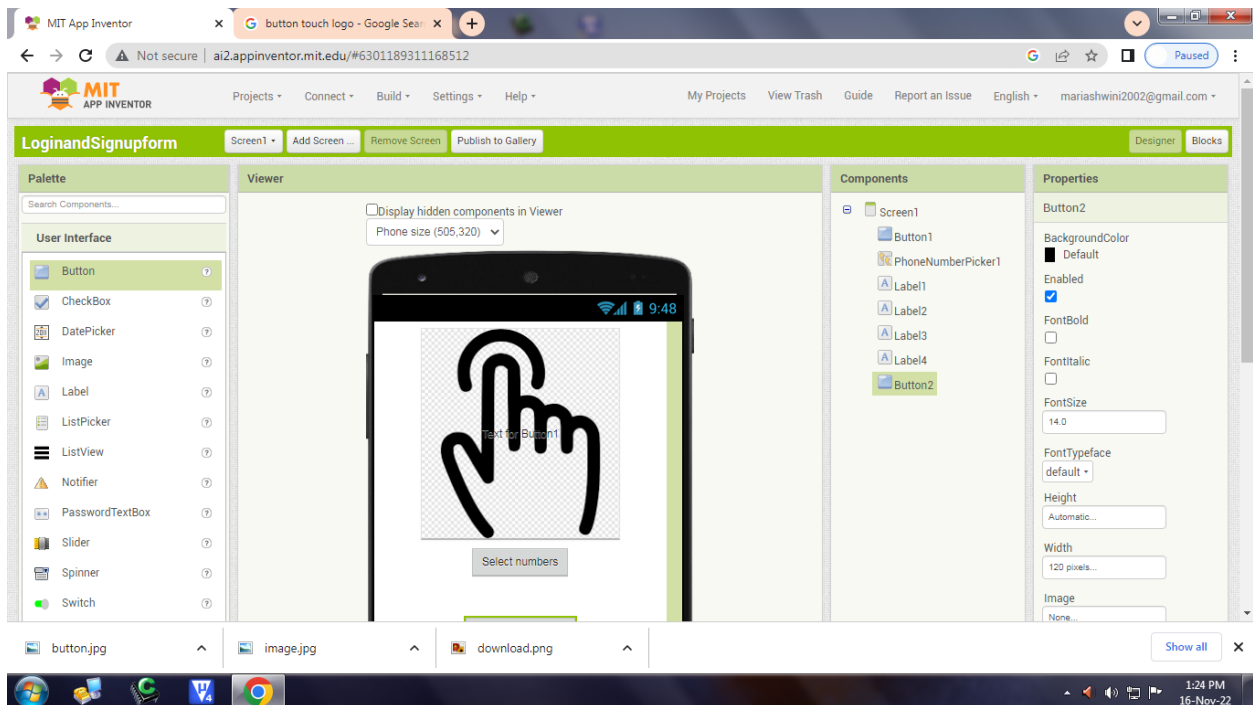 MIT App Inventor
button touch logo - Google Sear
Not secure
ai2.appinventor.mit.edu/#6301189311168512
Paused
MIT
APP INVENTOR
Projects
Connect
Build
Settings
Help
My Projects
View Trash
Guide
Report an Issue
English
mariashwini2002@gmail.com
LoginandSignupform
Screen1
Add Screen ...
Remove Screen
Publish to Gallery
Designer
Blocks
Palette
Search Components...
User Interface
Button
CheckBox
DatePicker
Image
Label
ListPicker
ListView
Notifier
PasswordTextBox
Slider
Spinner
Switch
Viewer
Display hidden components in Viewer
Phone size (505,320)
9:48
Text for Button1
Select numbers
Components
Screen1
Button1
PhoneNumberPicker1
Label1
Label2
Label3
Label4
Button2
Properties
Button2
BackgroundColor
Default
Enabled
FontBold
FontItalic
FontSize
14.0
FontTypeface
default
Height
Automatic...
Width
120 pixels...
Image
None...
button.jpg
image.jpg
download.png
Show all
1:24 PM
16-Nov-22